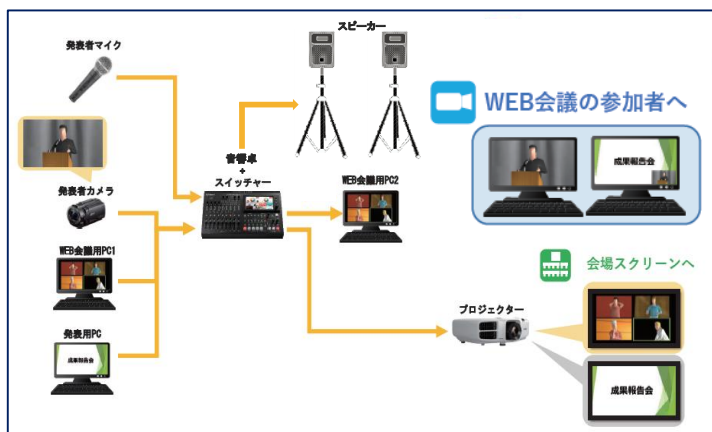 スピーカー
発表者マイク
WEB会議の参加者へ
成果報告会
音響卓
+
スイッチャー
発表者カメラ
WEB会議用PC2
WEB会議用PC1
会場スクリーンへ
プロジェクター
発表用PC
成果報告会
成果報告会